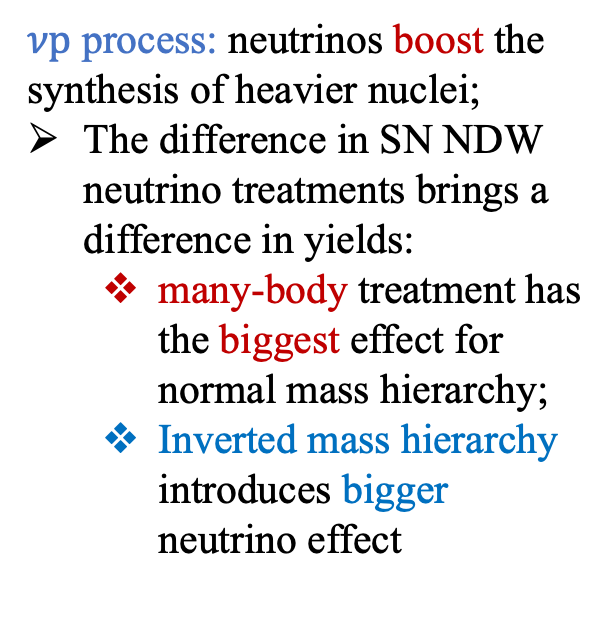 νp process: neutrinos boost the
synthesis of heavier nuclei;
➢ The difference in SN NDW
neutrino treatments brings a
difference in yields:
❖ many-body treatment has
the biggest effect for
normal mass hierarchy;
❖ Inverted mass hierarchy
introduces bigger
neutrino effect